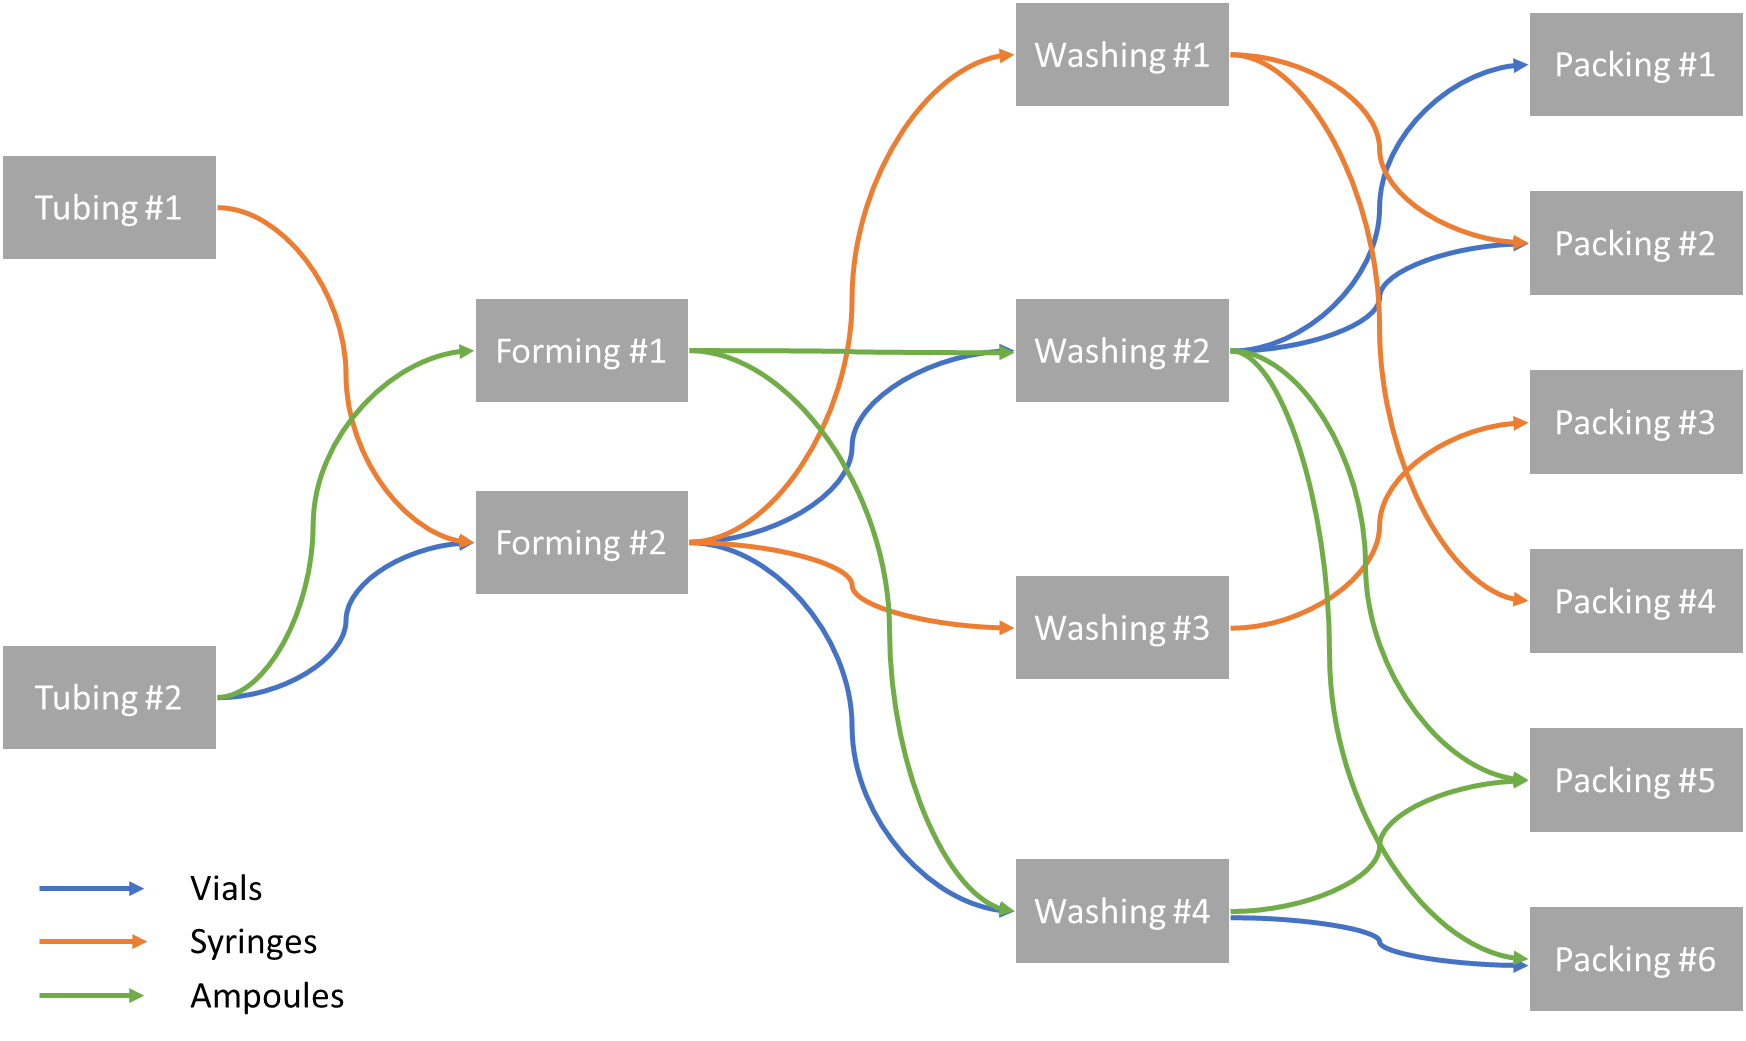 Tubing #1
Tubing #2
Forming #1
Forming #2
Washing #1
Washing #2
Washing #3
Washing #4
Packing #1
Packing #2
Packing #3
Packing #4
Packing #5
Packing #6
Vials
Syringes
Ampoules